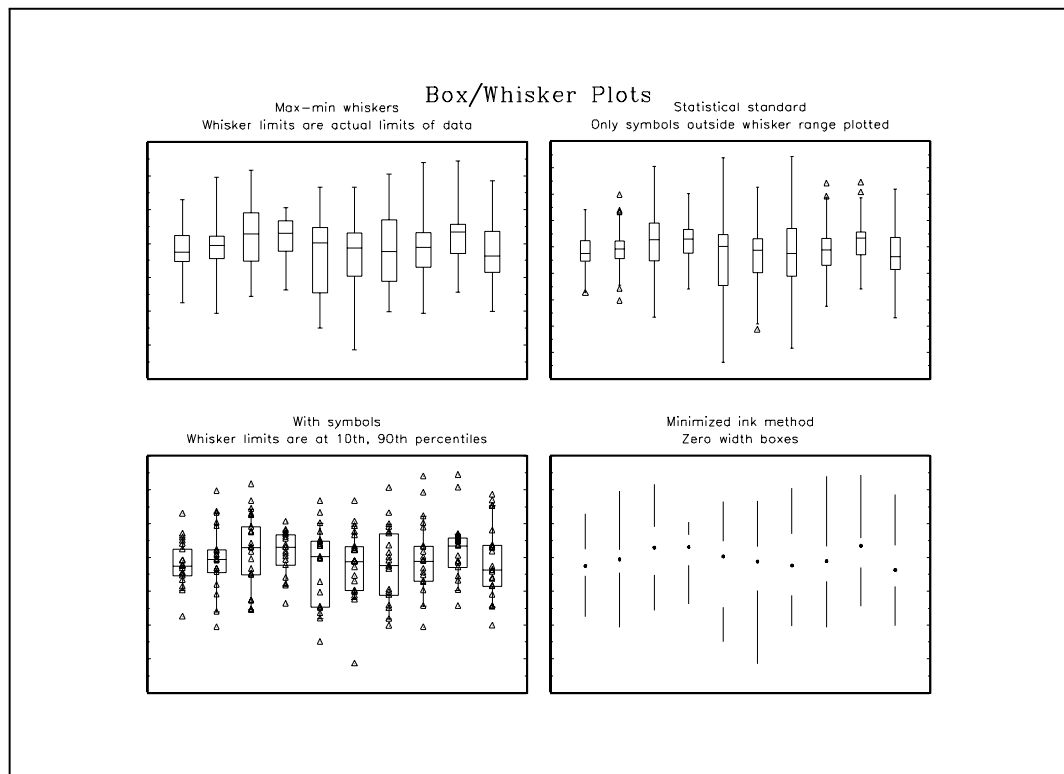 Box/Whisker Plots
Max-min whiskers
Whisker limits are actual limits of data
Statistical standard
Only symbols outside whisker range plotted
With symbols
Whisker limits are at 10th, 90th percentiles
Minimized ink method
Zero width boxes